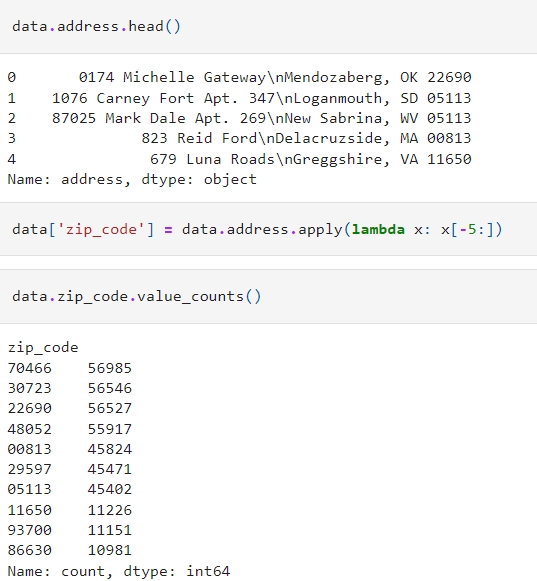 data.address.head()
0       0174 Michelle Gateway\nMendozaberg, OK 22690
1    1076 Carney Fort Apt. 347\nLoganmouth, SD 05113
2    87025 Mark Dale Apt. 269\nNew Sabrina, WV 05113
3              823 Reid Ford\nDelacruzside, MA 00813
4               679 Luna Roads\nGreggshire, VA 11650
Name: address, dtype: object
data['zip_code'] = data.address.apply(lambda x: x[-5:])
data.zip_code.value_counts()
zip_code
70466    56985
30723    56546
22690    56527
48052    55917
00813    45824
29597    45471
05113    45402
11650    11226
93700    11151
86630    10981
Name: count, dtype: int64